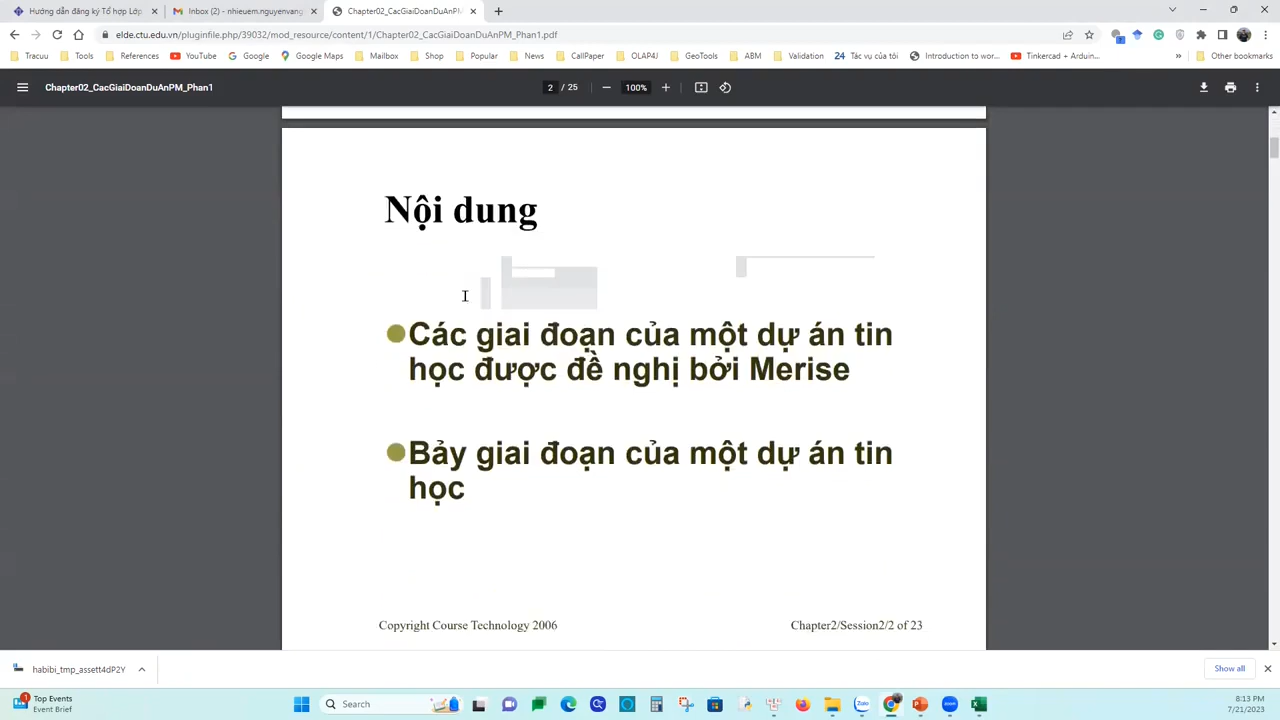 Hướng dẫn đăng ký Tổ hợp Lớp
Inbox (2) - nhieuem.nguyenvang
Chapter02_CacGiaiDoanDuAnPM_
elde.ctu.edu.vn/pluginfile.php/39032/mod_resource/content/1/Chapter02_CacGiaiDoanDuAnPM_Phan1.pdf
Tracuu Tools References YouTube Google Google Maps Mailbox Shop Popular News CallPaper OLAP4J GeoTools ABM Validation 24 Tác vụ của tôi Introduction to wor... Tinkercad + Arduin... » Other bookmarks
Chapter02_CacGiaiDoanDuAnPM_Phan1 2 / 25 100%
Nội dung
Các giai đoạn của một dự án tin
học được đề nghị bởi Merise
Bảy giai đoạn của một dự án tin
học
Copyright Course Technology 2006 Chapter2/Session2/2 of 23
habibi_tmp_assett4dP2Y Show all
Top Events
Event Brief
Search
8:13 PM
7/21/2023